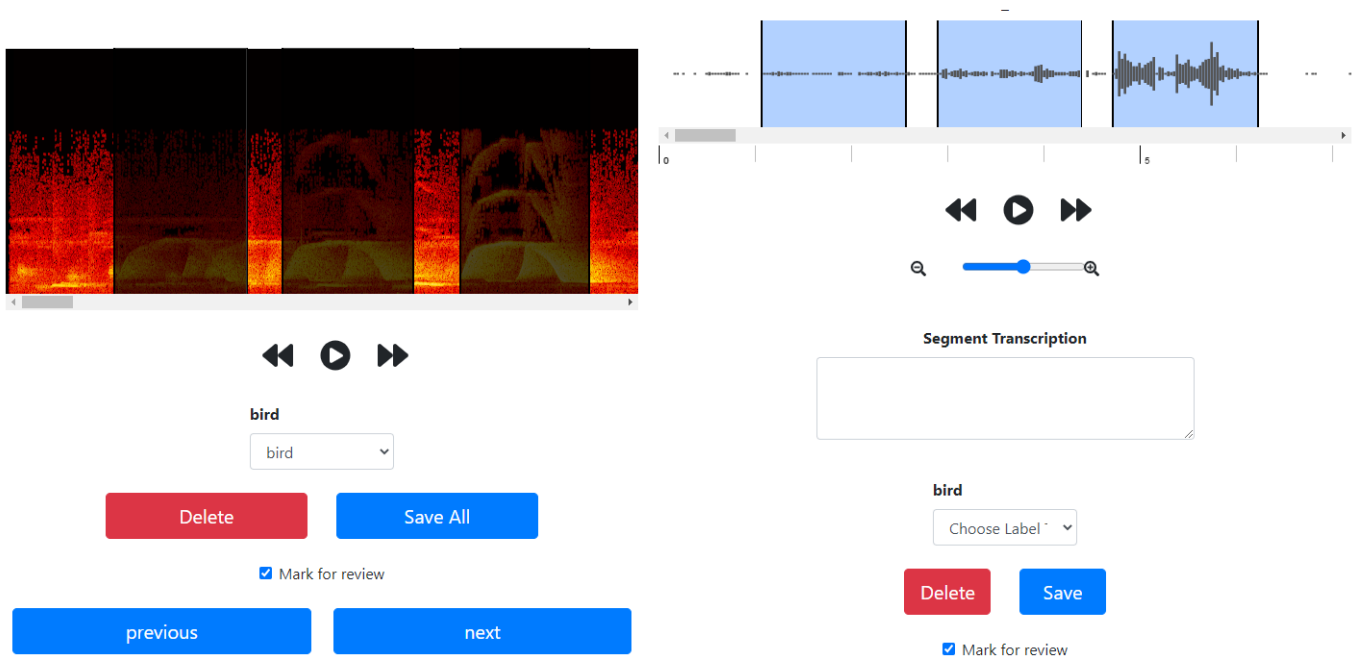 bird
bird
Delete
Save All
Mark for review
previous
next
0
5
Segment Transcription
bird
Choose Label
Delete
Save
Mark for review